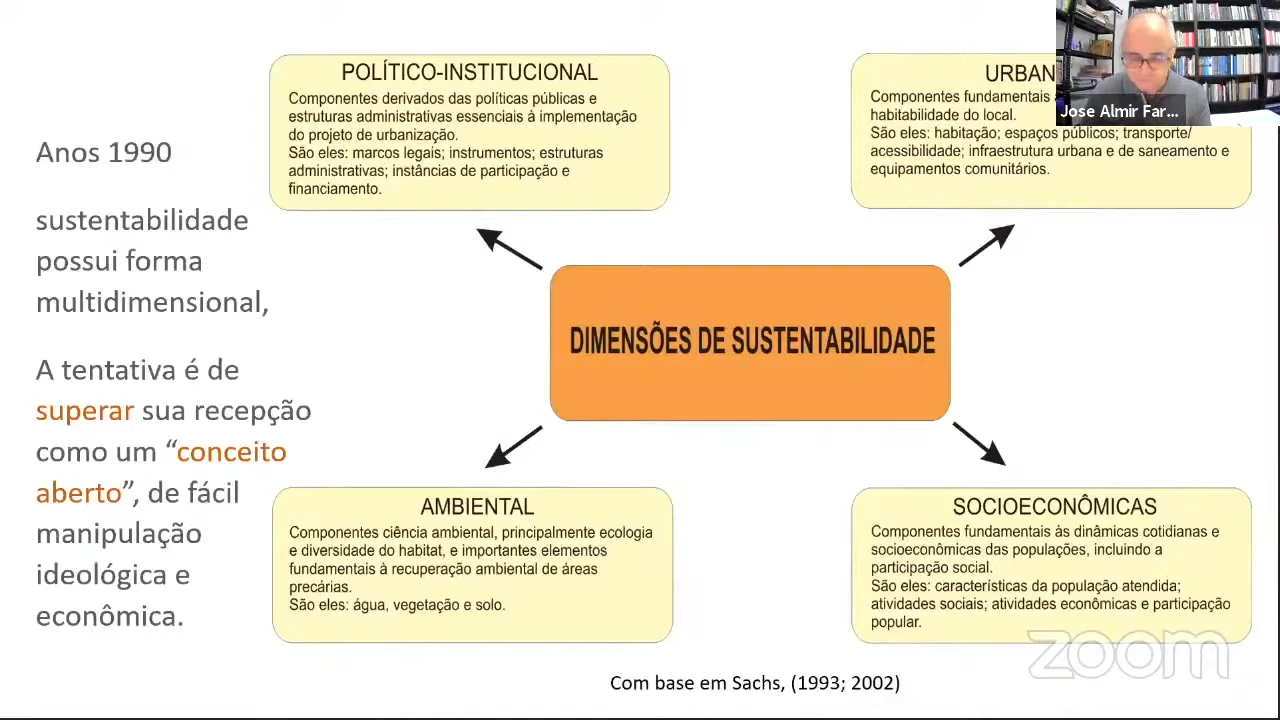 Anos 1990
sustentabilidade
possui forma
multidimensional,
A tentativa é de
superar sua recepção
como um “conceito
aberto”, de fácil
manipulação
ideológica e
econômica.
POLÍTICO-INSTITUCIONAL
Componentes derivados das políticas públicas e
estruturas administrativas essenciais à implementação
do projeto de urbanização.
São eles: marcos legais; instrumentos; estruturas
administrativas; instâncias de participação e
financiamento.
URBAN
Componentes fundamentais
habitabilidade do local.
São eles: habitação; espaços públicos; transporte/
acessibilidade; infraestrutura urbana e de saneamento e
equipamentos comunitários.
Jose Almir Far...
DIMENSÕES DE SUSTENTABILIDADE
AMBIENTAL
Componentes ciência ambiental, principalmente ecologia
e diversidade do habitat, e importantes elementos
fundamentais à recuperação ambiental de áreas
precárias.
São eles: água, vegetação e solo.
SOCIOECONÔMICAS
Componentes fundamentais às dinâmicas cotidianas e
socioeconômicas das populações, incluindo a
participação social.
São eles: características da população atendida;
atividades sociais; atividades econômicas e participação
popular.
zoom
Com base em Sachs, (1993; 2002)